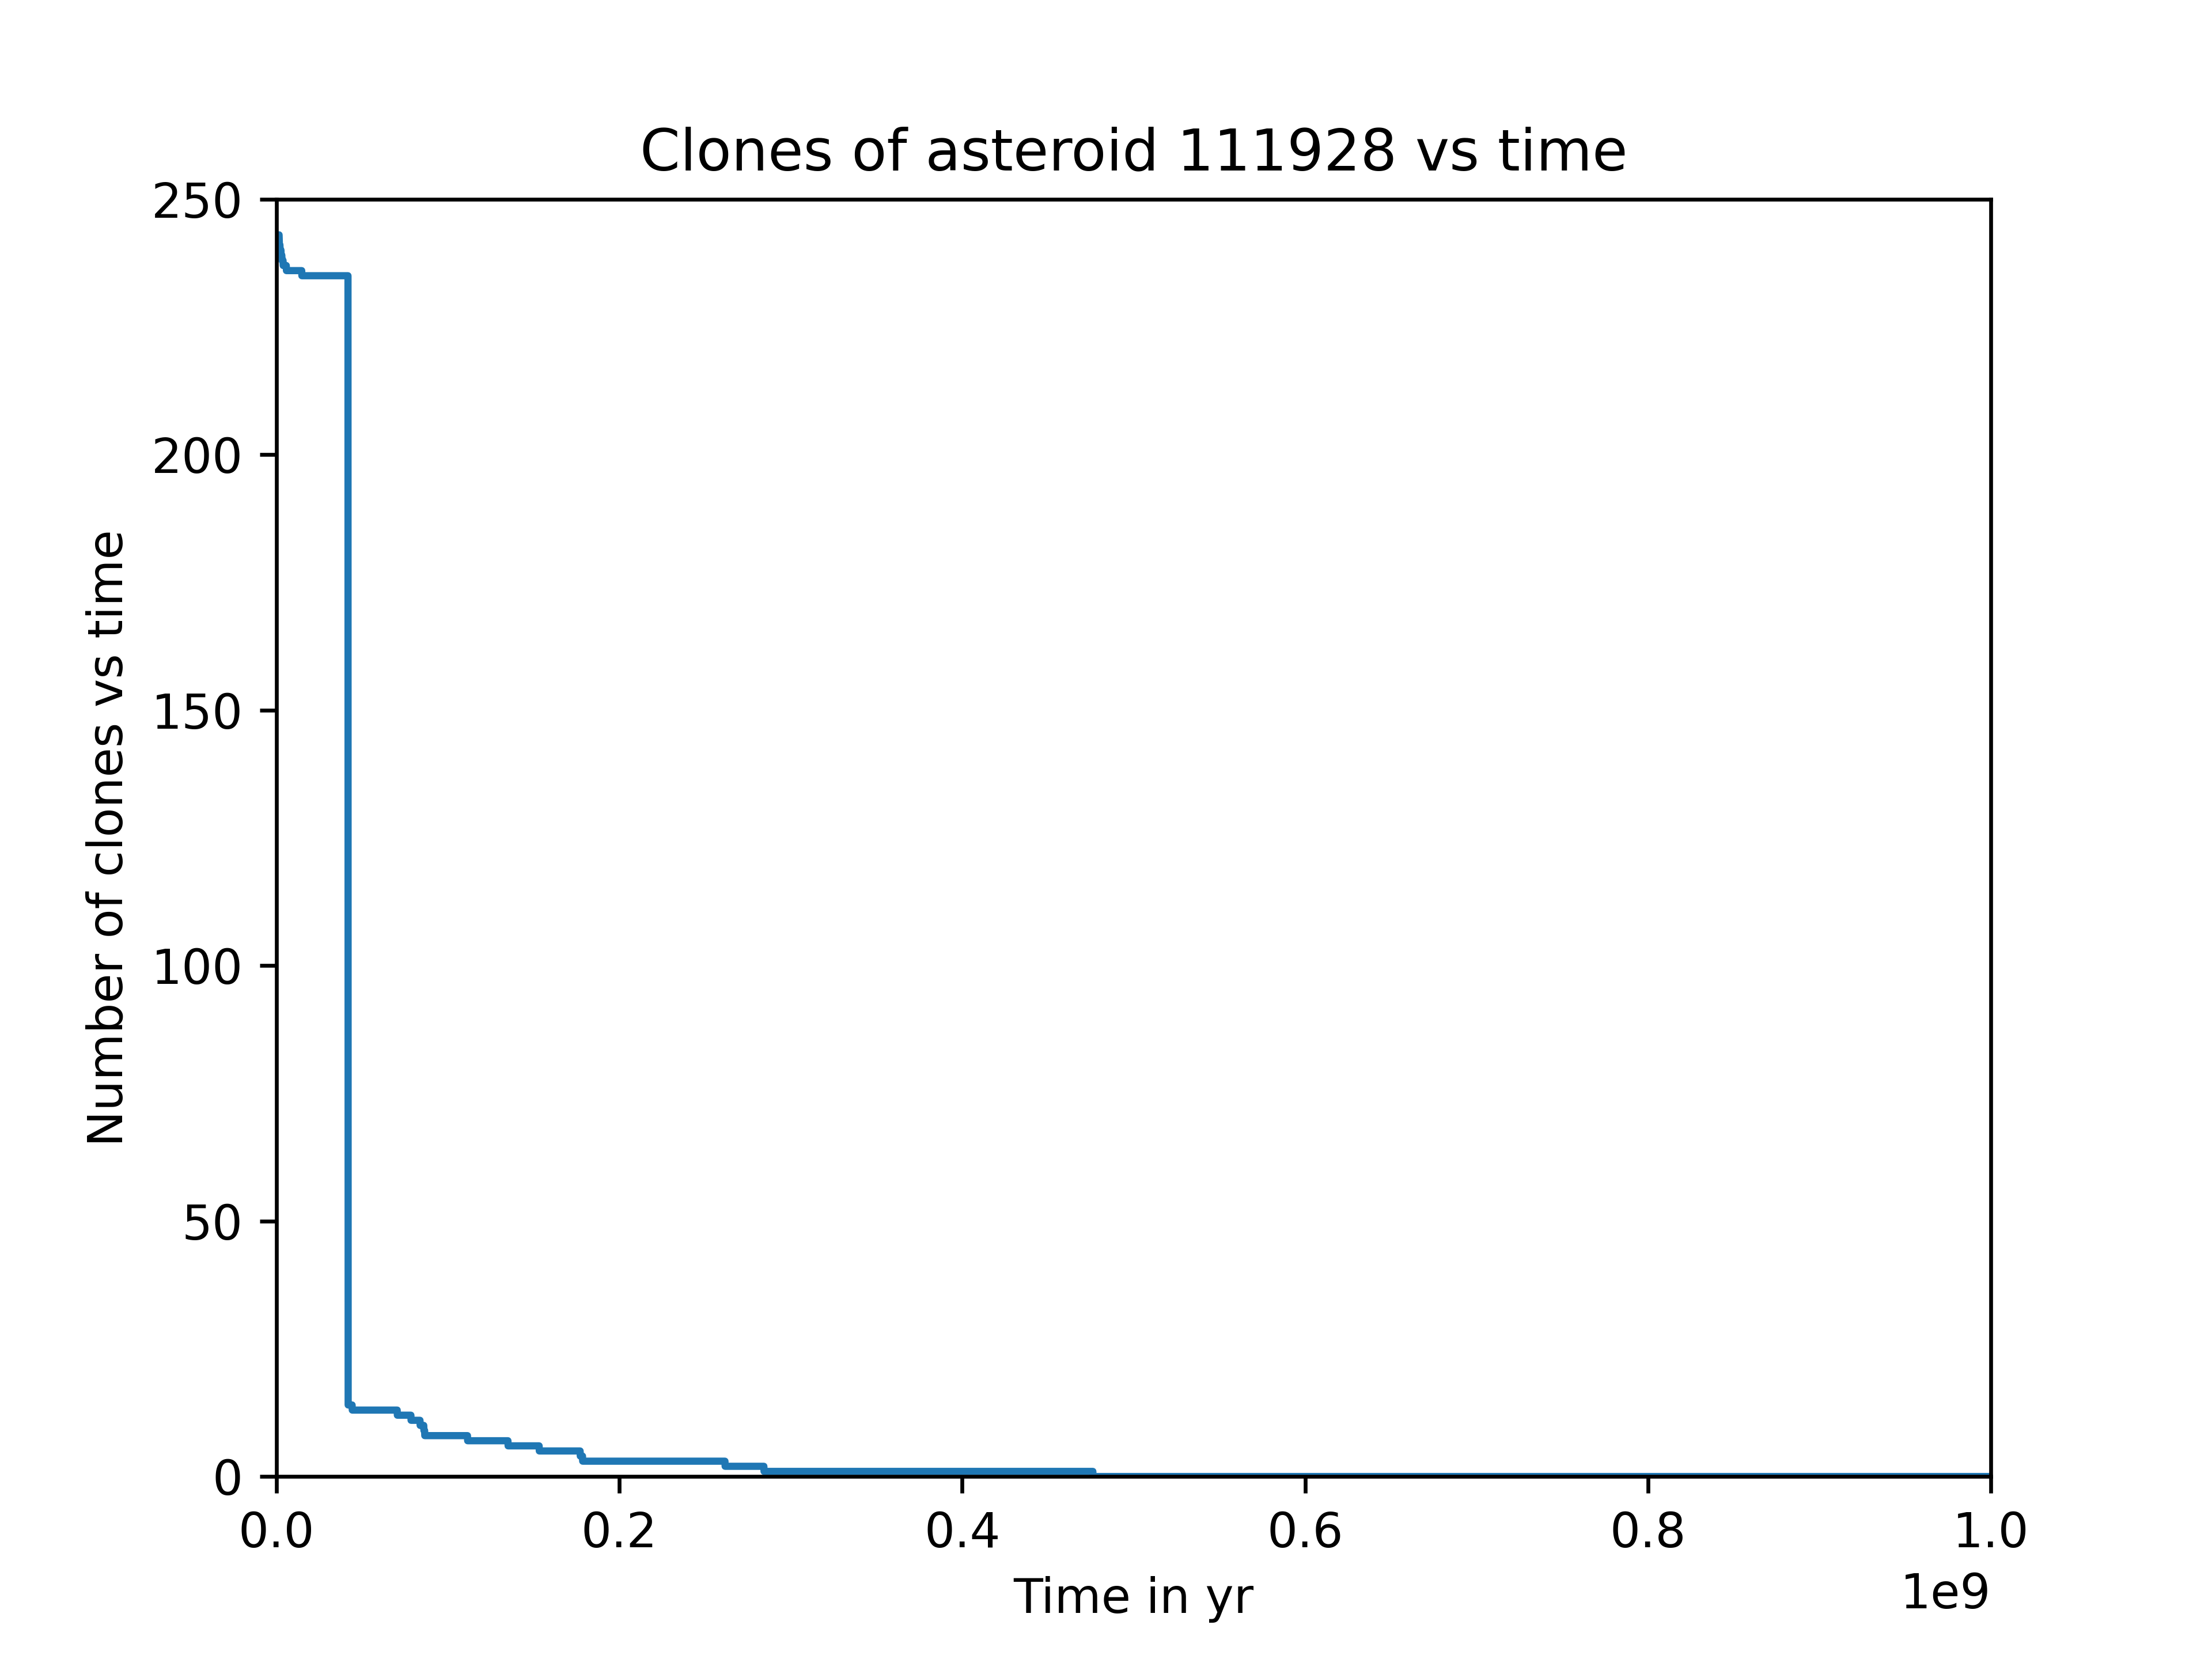 Clones of asteroid 111928 vs time
Number of clones vs time
250
200
150
100
50
0
0.0 0.2 0.4 0.6 0.8 1.0
Time in yr
1e9